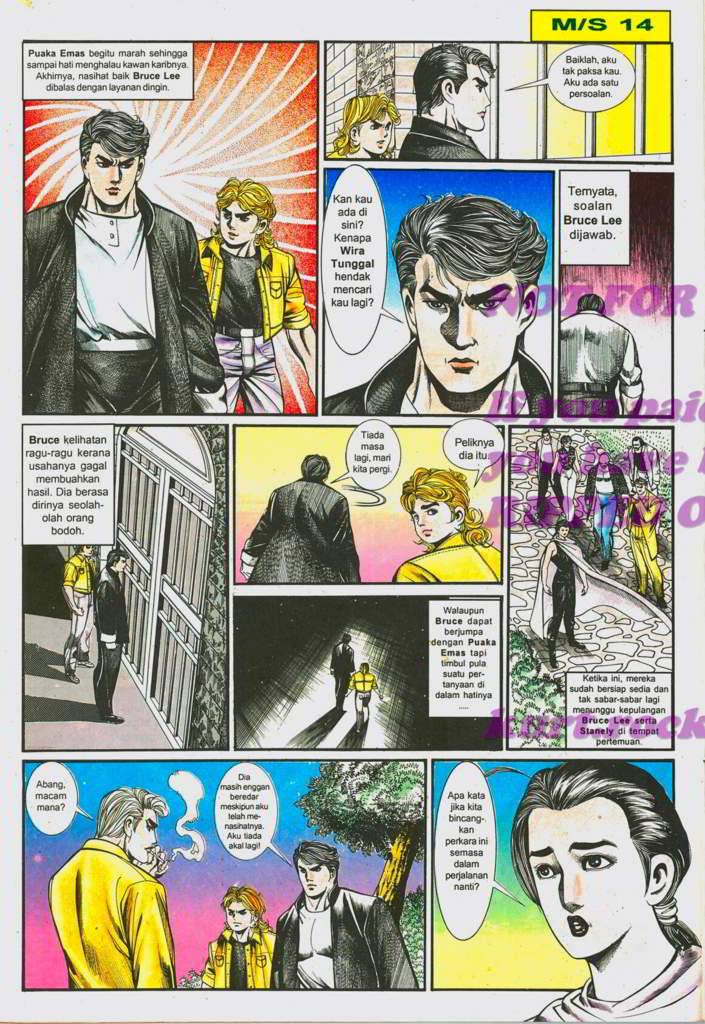 M/S 14
Puaka Emas begitu marah sehingga
sampai hati menghalau kawan karibnya.
Akhirnya, nasihat baik Bruce Lee
dibalas dengan layanan dingin.
Baiklah, aku
tak paksa kau.
Aku ada satu
persoalan.
Kan kau
ada di
sini?
Kenapa
Wira
Tunggal
hendak
mencari
kau lagi?
Ternyata,
soalan
Bruce Lee
dijawab.
Bruce kelihatan
ragu-ragu kerana
usahanya gagal
membuahkan
hasil. Dia berasa
dirinya seolah-
olah orang
bodoh.
Tiada
masa
lagi, mari
kita pergi.
Peliknya
dia itu.
Walaupun
Bruce dapat
berjumpa
dengan Puaka
Emas tapi
timbul pula
suatu per-
tanyaan di
dalam hatinya
.....
Ketika ini, mereka
sudah bersiap sedia dan
tak sabar-sabar lagi
menunggu kepulangan
Bruce Lee serta
Stanely di tempat
pertemuan.
Abang,
macam
mana?
Dia
masih enggan
beredar
meskipun aku
telah me-
nasihatnya.
Aku tiada
akal lagi!
Apa kata
jika kita
bincang-
kan
perkara ini
semasa
dalam
perjalanan
nanti?
NOT FOR
If you paid
you